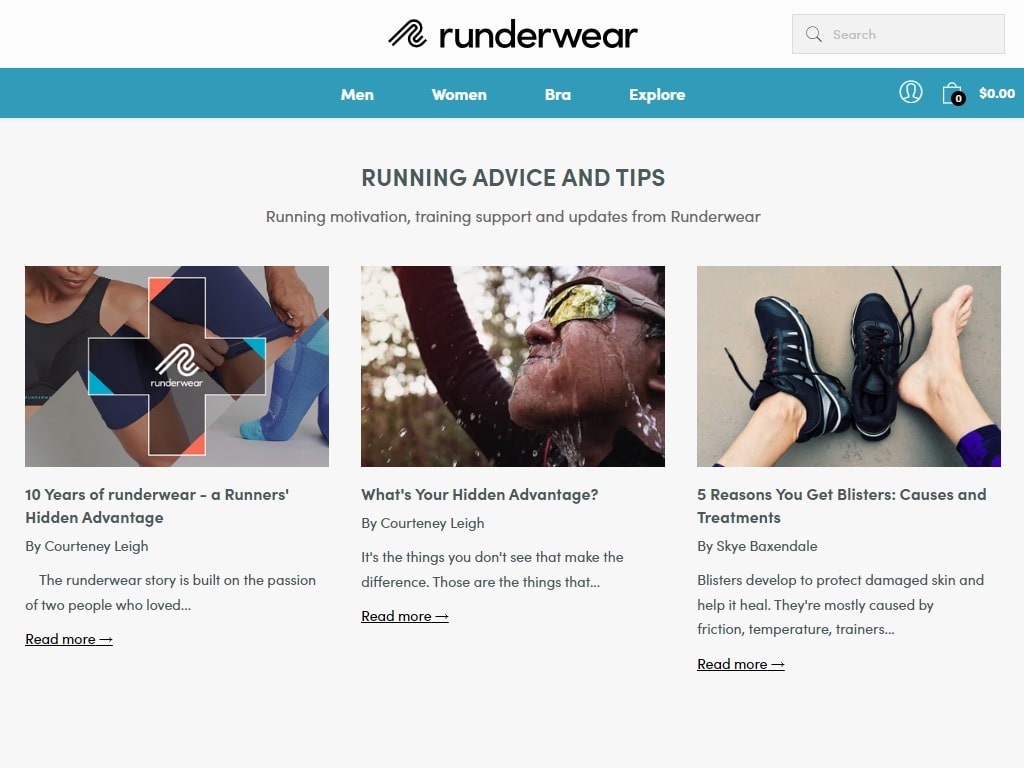 runderwear
Search
Men
Women
Bra
Explore
0
$0.00
RUNNING ADVICE AND TIPS
Running motivation, training support and updates from Runderwear
runderwear
10 Years of runderwear - a Runners'
Hidden Advantage
By Courteney Leigh
The runderwear story is built on the passion
of two people who loved...
Read more →
What's Your Hidden Advantage?
By Courteney Leigh
It's the things you don't see that make the
difference. Those are the things that...
Read more →
5 Reasons You Get Blisters: Causes and
Treatments
By Skye Baxendale
Blisters develop to protect damaged skin and
help it heal. They're mostly caused by
friction, temperature, trainers...
Read more →